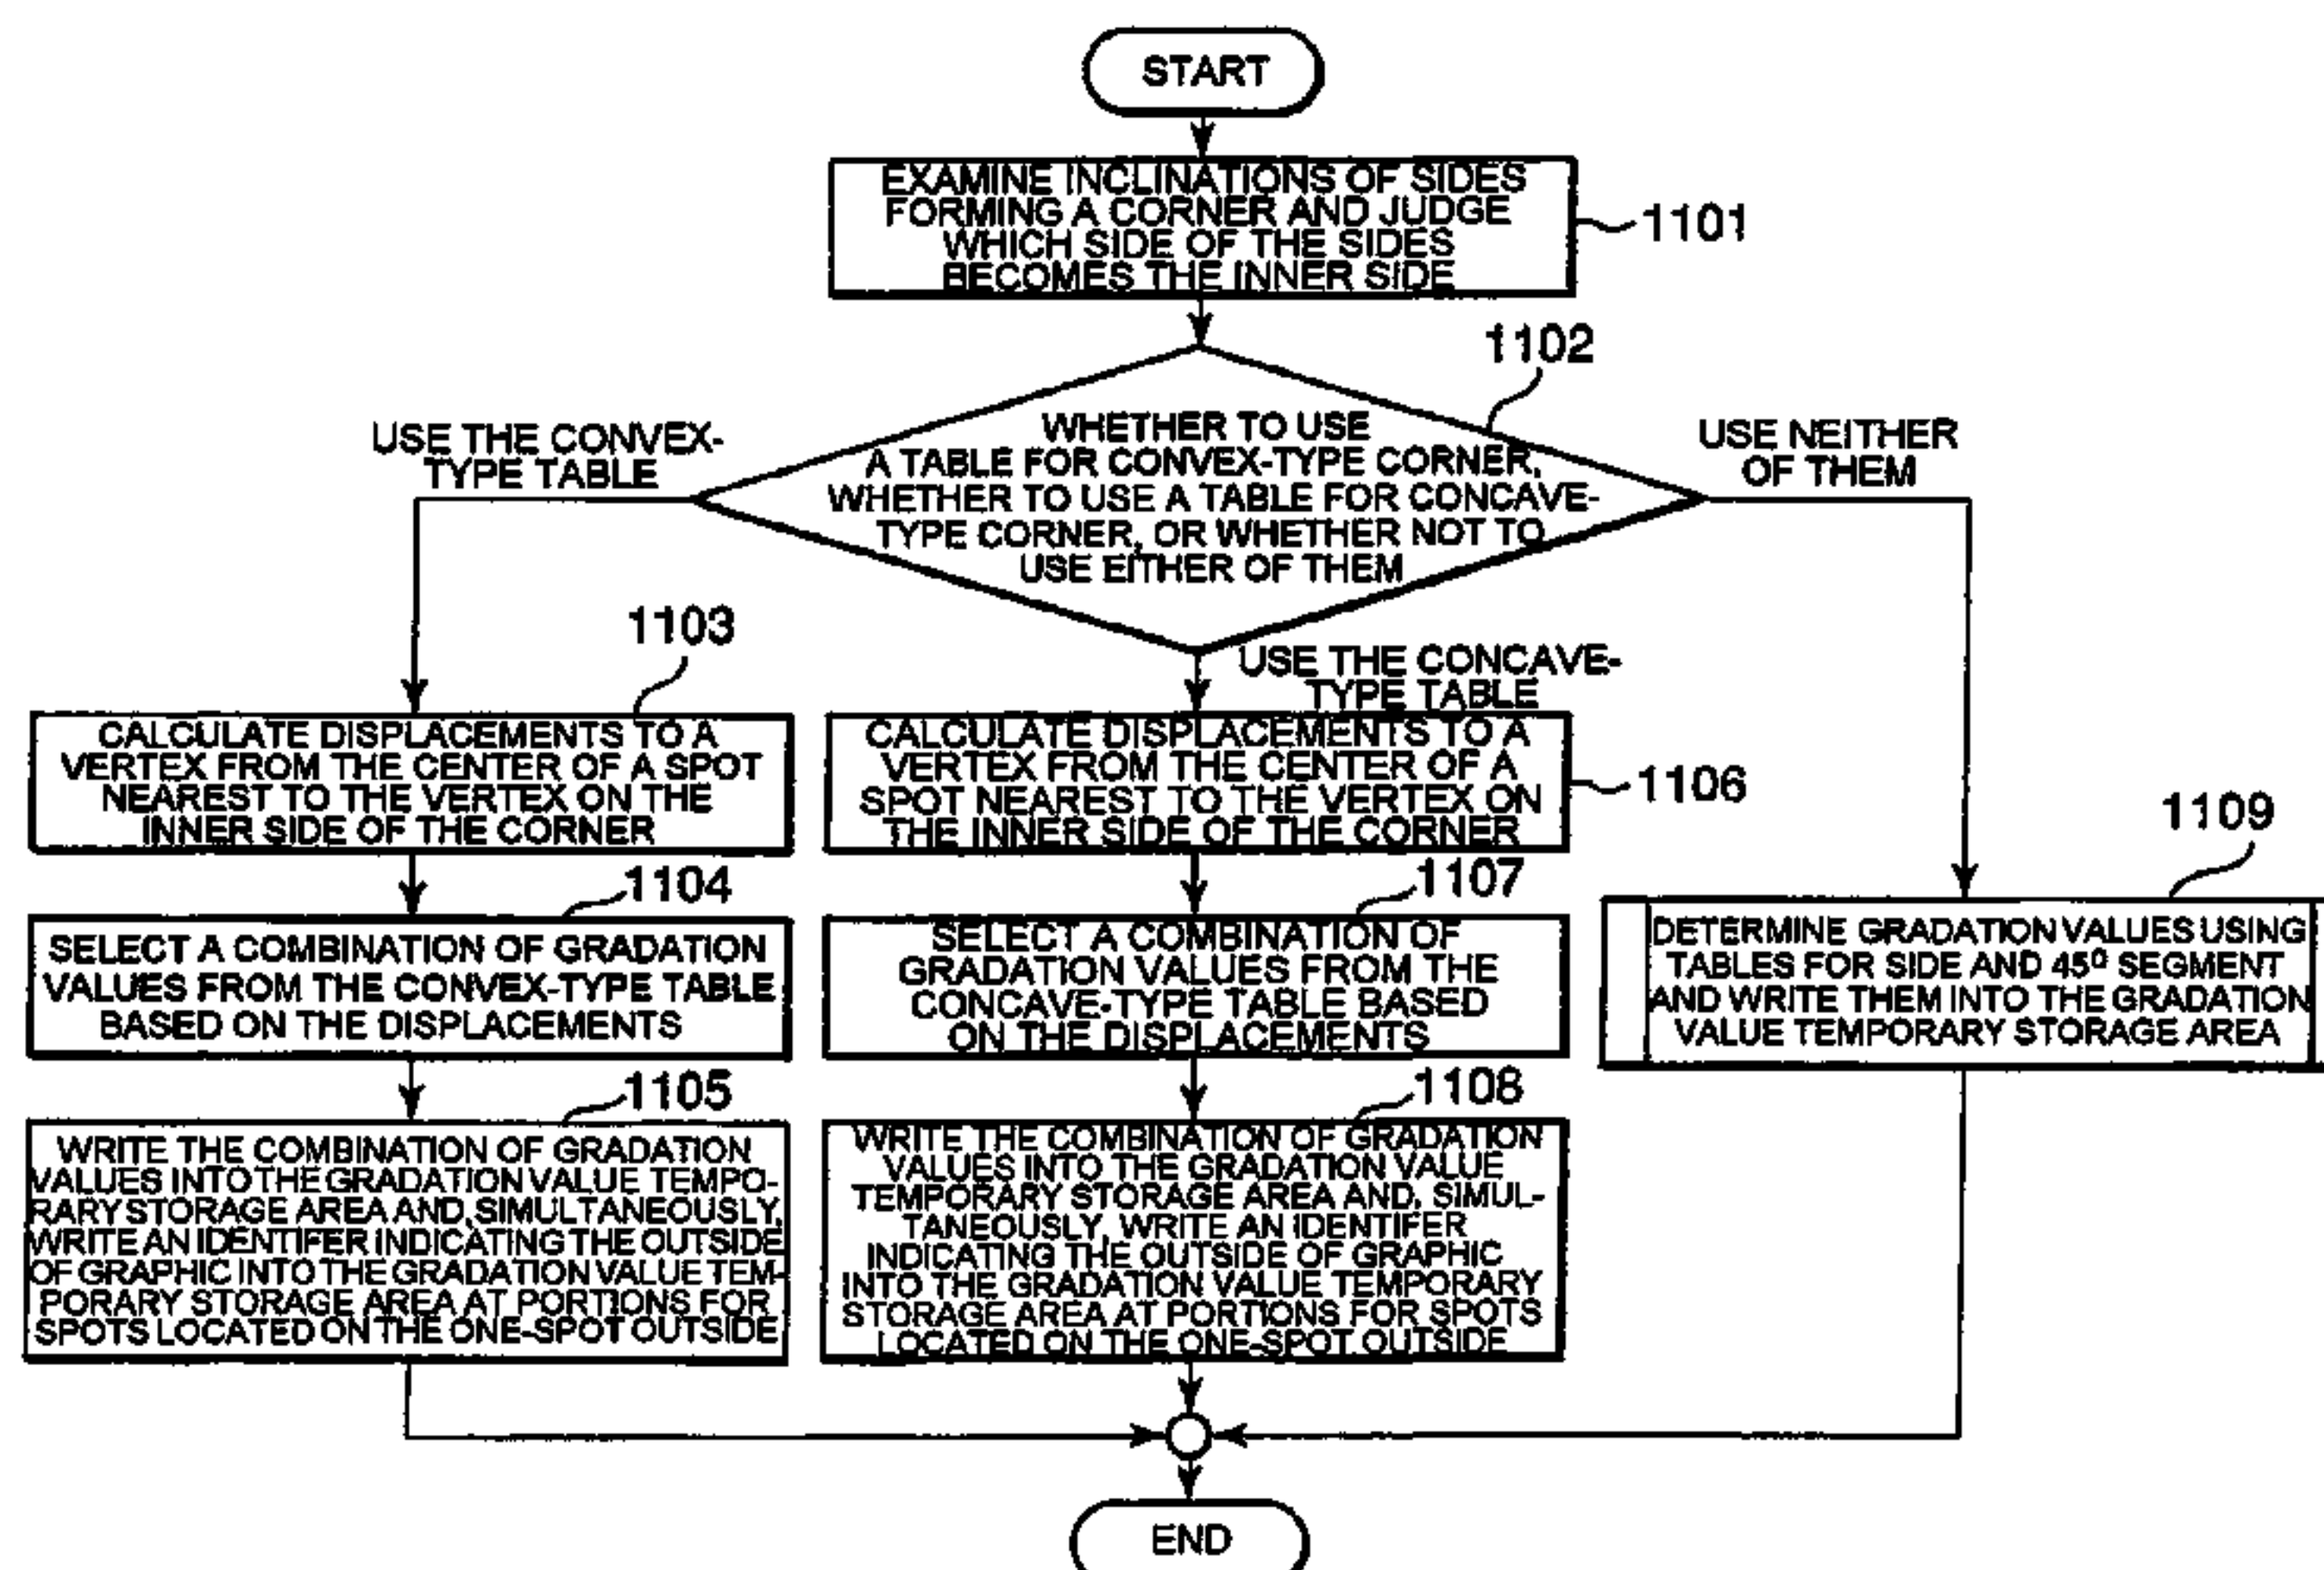 START
EXAMINE INCLINATIONS OF SIDES
FORMING A CORNER AND JUDGE
WHICH SIDE OF THE SIDES
BECOMES THE INNER SIDE
1101
1102
WHETHER TO USE
A TABLE FOR CONVEX-TYPE CORNER,
WHETHER TO USE A TABLE FOR CONCAVE-
TYPE CORNER, OR WHETHER NOT TO
USE EITHER OF THEM
USE THE CONVEX-
TYPE TABLE
USE NEITHER
OF THEM
USE THE CONCAVE-
TYPE TABLE
1103
CALCULATE DISPLACEMENTS TO A
VERTEX FROM THE CENTER OF A SPOT
NEAREST TO THE VERTEX ON THE
INNER SIDE OF THE CORNER
1104
SELECT A COMBINATION OF GRADATION
VALUES FROM THE CONVEX-TYPE TABLE
BASED ON THE DISPLACEMENTS
1105
WRITE THE COMBINATION OF GRADATION
VALUES INTO THE GRADATION VALUE TEMPO-
RARY STORAGE AREA AND, SIMULTANEOUSLY,
WRITE AN IDENTIFER INDICATING THE OUTSIDE
OF GRAPHIC INTO THE GRADATION VALUE TEM-
PORARY STORAGE AREA AT PORTIONS FOR
SPOTS LOCATED ON THE ONE-SPOT OUTSIDE
CALCULATE DISPLACEMENTS TO A
VERTEX FROM THE CENTER OF A
SPOT NEAREST TO THE VERTEX ON
THE INNER SIDE OF THE CORNER
1106
1107
SELECT A COMBINATION OF
GRADATION VALUES FROM THE
CONCAVE-TYPE TABLE BASED
ON THE DISPLACEMENTS
1108
WRITE THE COMBINATION OF GRADATION
VALUES INTO THE GRADATION VALUE
TEMPORARY STORAGE AREA AND, SIMUL-
TANEOUSLY, WRITE AN IDENTIFER
INDICATING THE OUTSIDE OF GRAPHIC
INTO THE GRADATION VALUE TEMPORARY
STORAGE AREA AT PORTIONS FOR SPOTS
LOCATED ON THE ONE-SPOT OUTSIDE
1109
DETERMINE GRADATION VALUES USING
TABLES FOR SIDE AND 45° SEGMENT
AND WRITE THEM INTO THE GRADATION
VALUE TEMPORARY STORAGE AREA
END